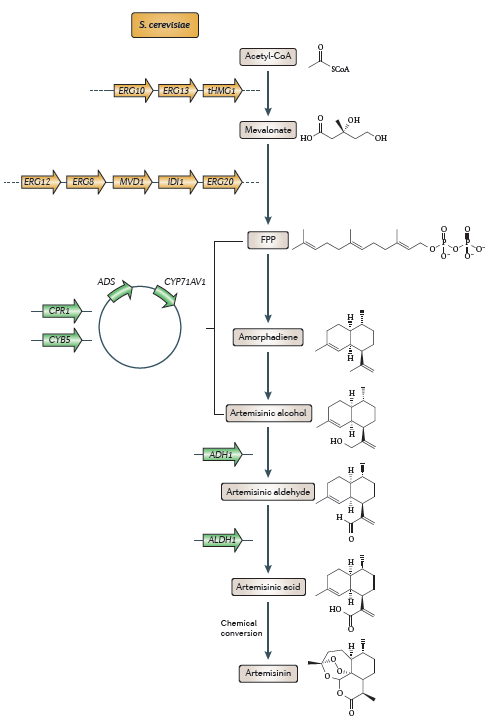 S. cerevisiae
Acetyl-CoA
O
SCoA
ERG10 ERG13 tHMG1
Mevalonate
O OH
HO OH
ERG12 ERG8 MVD1 IDI1 ERG20
FPP
O O
O P O P O-
O- O-
ADS CYP71AV1
CPR1
CYB5
Amorphadiene
H
H
Artemisinic alcohol
H
H
HO
ADH1
Artemisinic aldehyde
H
H
H
O
ALDH1
Artemisinic acid
H
H
HO
O
Chemical
conversion
Artemisinin
H
O
O
O H
O
O